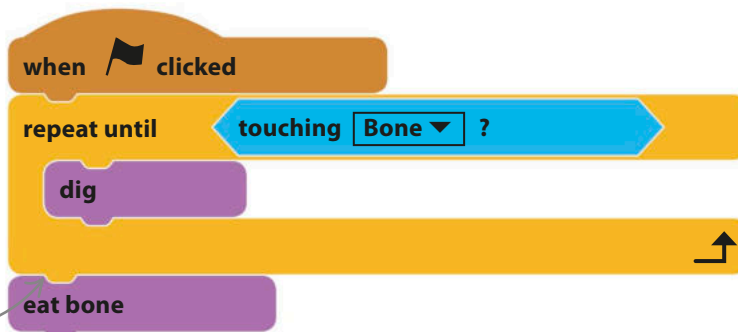 when clicked
repeat until touching Bone ?
dig
eat bone